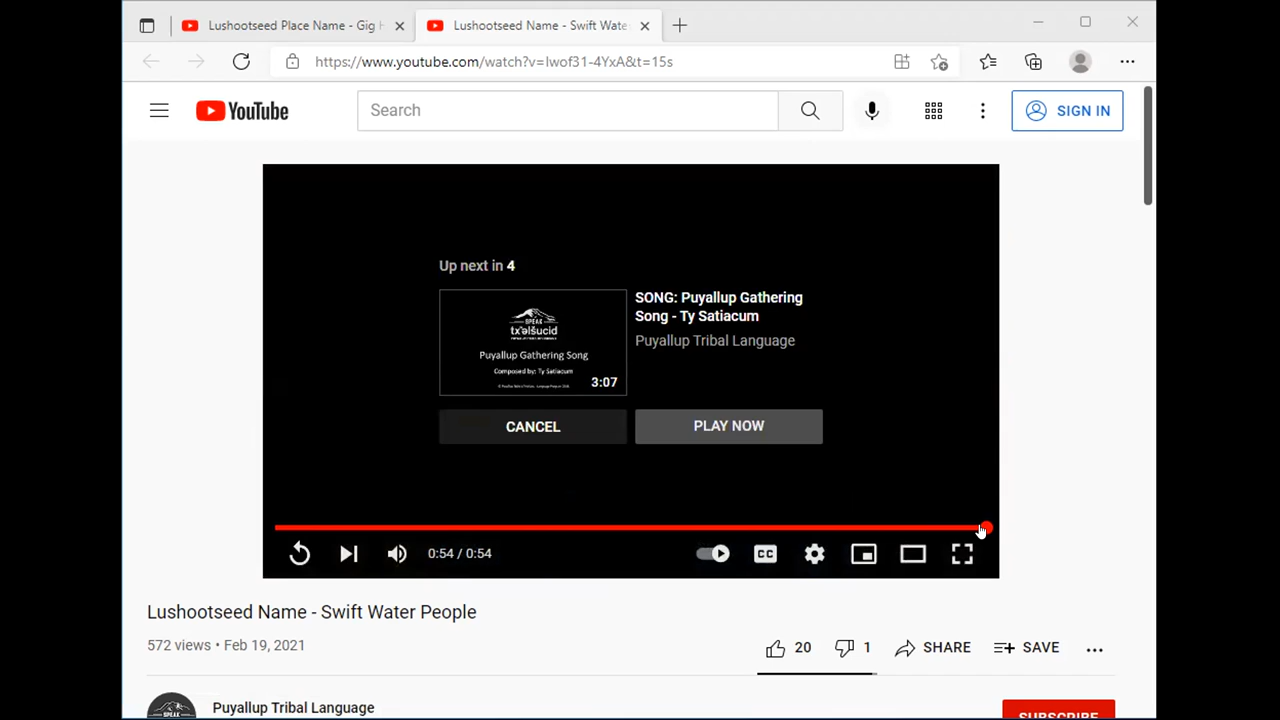 Lushootseed Place Name - Gig H
Lushootseed Name - Swift Wate
https://www.youtube.com/watch?v=Iwof31-4YxA&t=15s
YouTube
Search
SIGN IN
Up next in 4
SPEAK
txʷəlšucid
Puyallup Gathering Song
Composed by: Ty Satiacum
3:07
SONG: Puyallup Gathering
Song - Ty Satiacum
Puyallup Tribal Language
CANCEL
PLAY NOW
0:54 / 0:54
CC
Lushootseed Name - Swift Water People
572 views • Feb 19, 2021
20
1
SHARE
SAVE
SPEAK
Puyallup Tribal Language
SUBSCRIBE